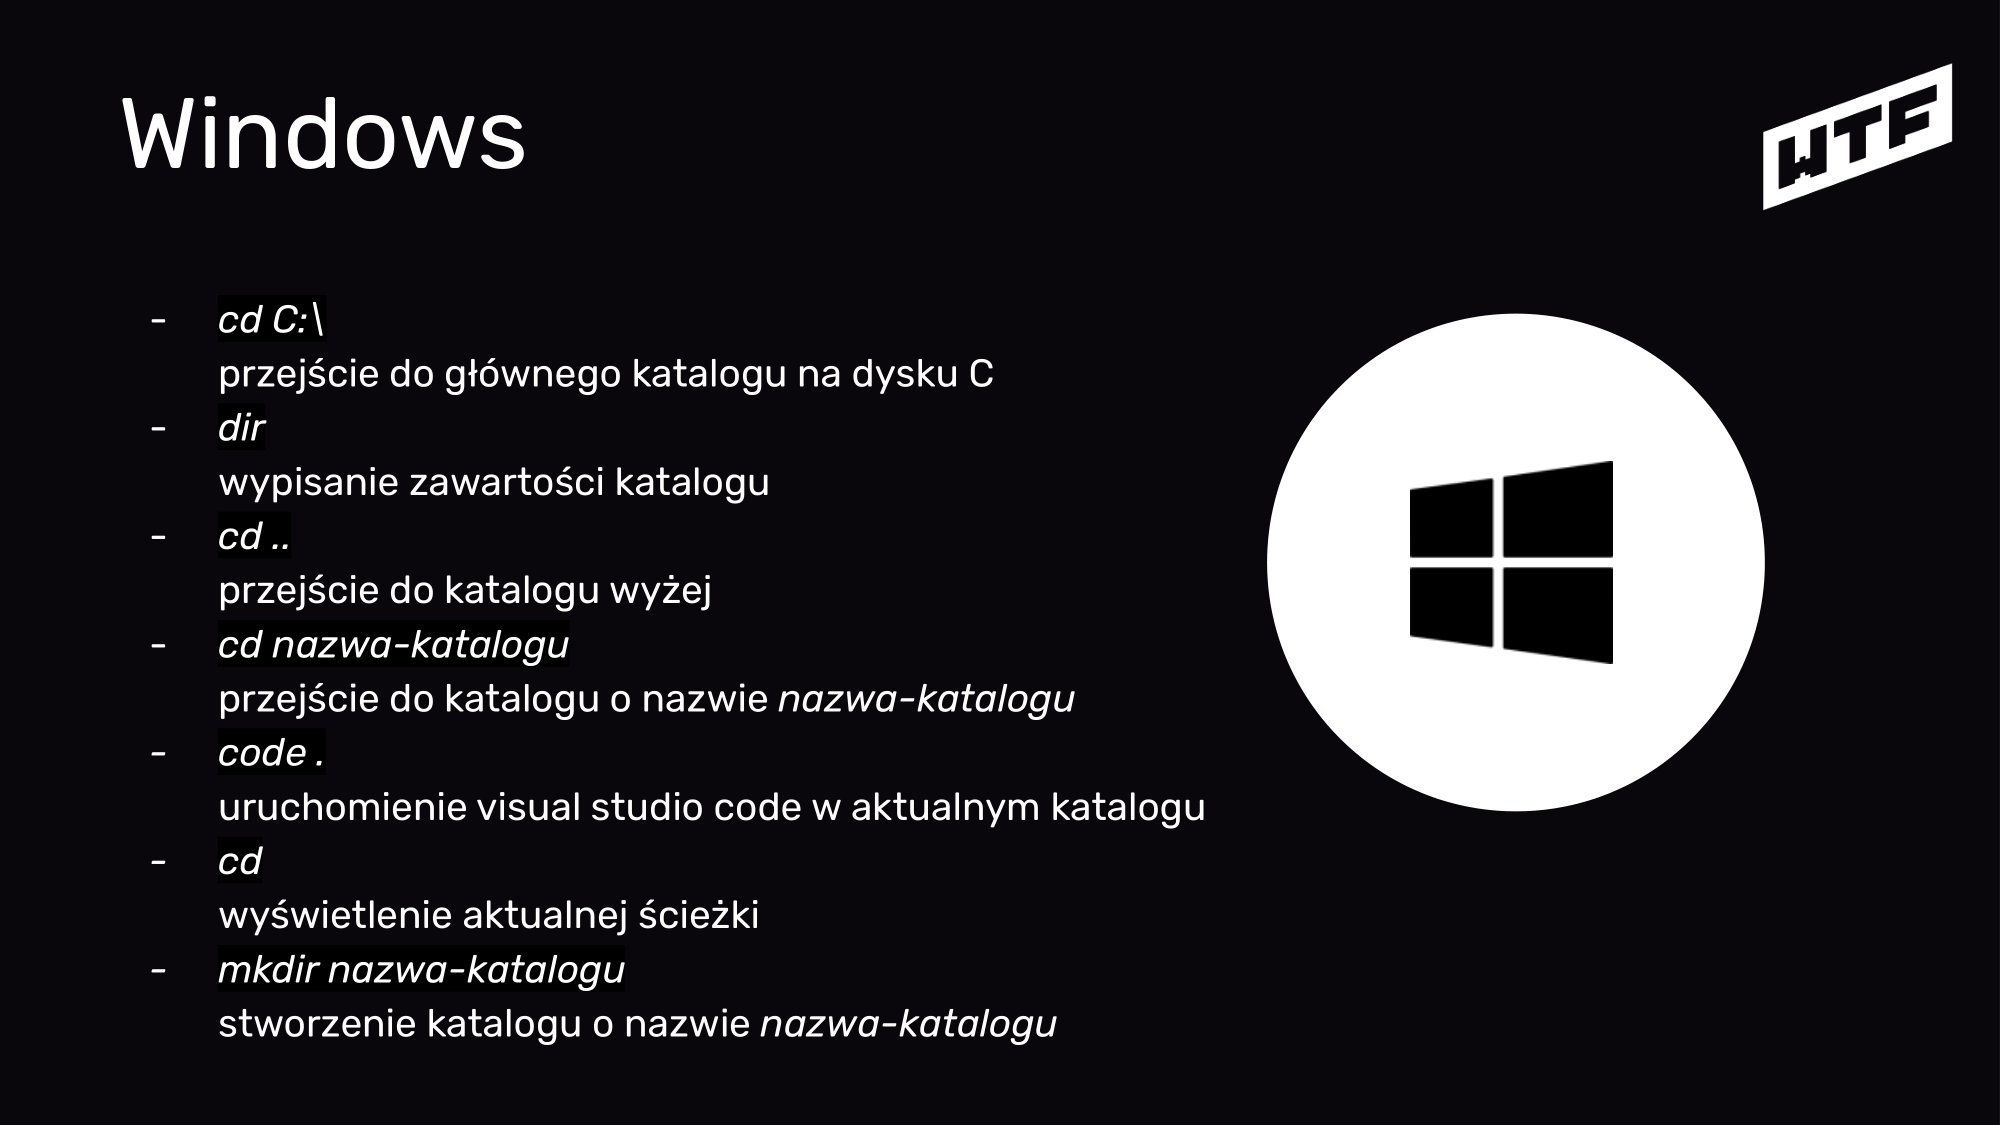 Windows
WTF
- cd C:\
przejście do głównego katalogu na dysku C
- dir
wypisanie zawartości katalogu
- cd ..
przejście do katalogu wyżej
- cd nazwa-katalogu
przejście do katalogu o nazwie nazwa-katalogu
- code .
uruchomienie visual studio code w aktualnym katalogu
- cd
wyświetlenie aktualnej ścieżki
- mkdir nazwa-katalogu
stworzenie katalogu o nazwie nazwa-katalogu